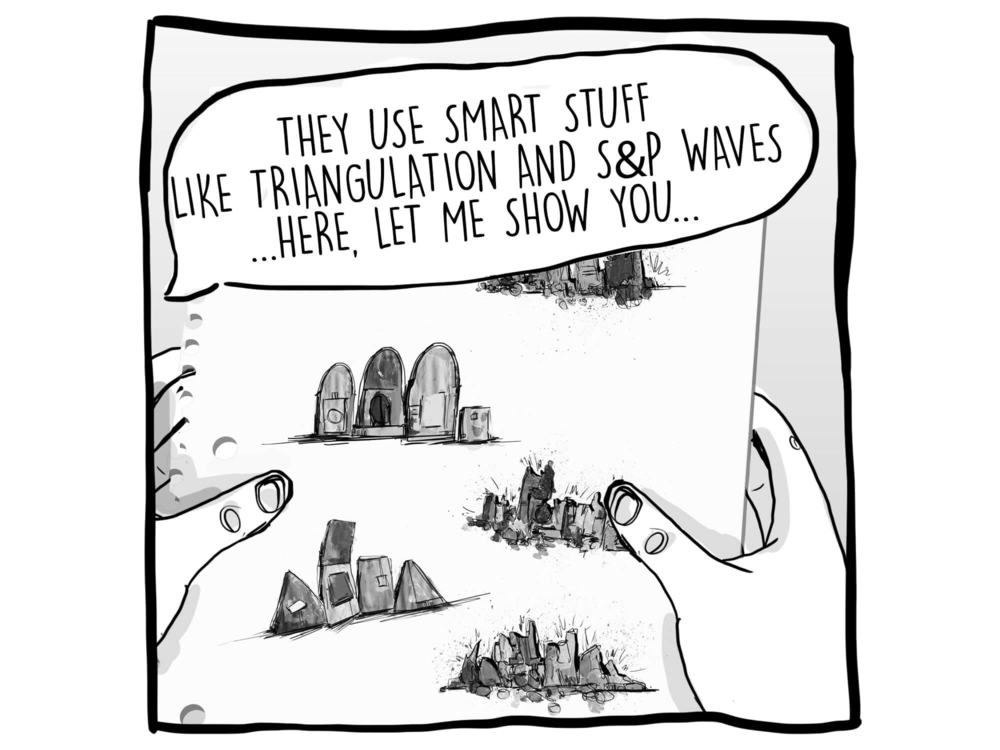 THEY USE SMART STUFF
LIKE TRIANGULATION AND S&P WAVES
...HERE, LET ME SHOW YOU...